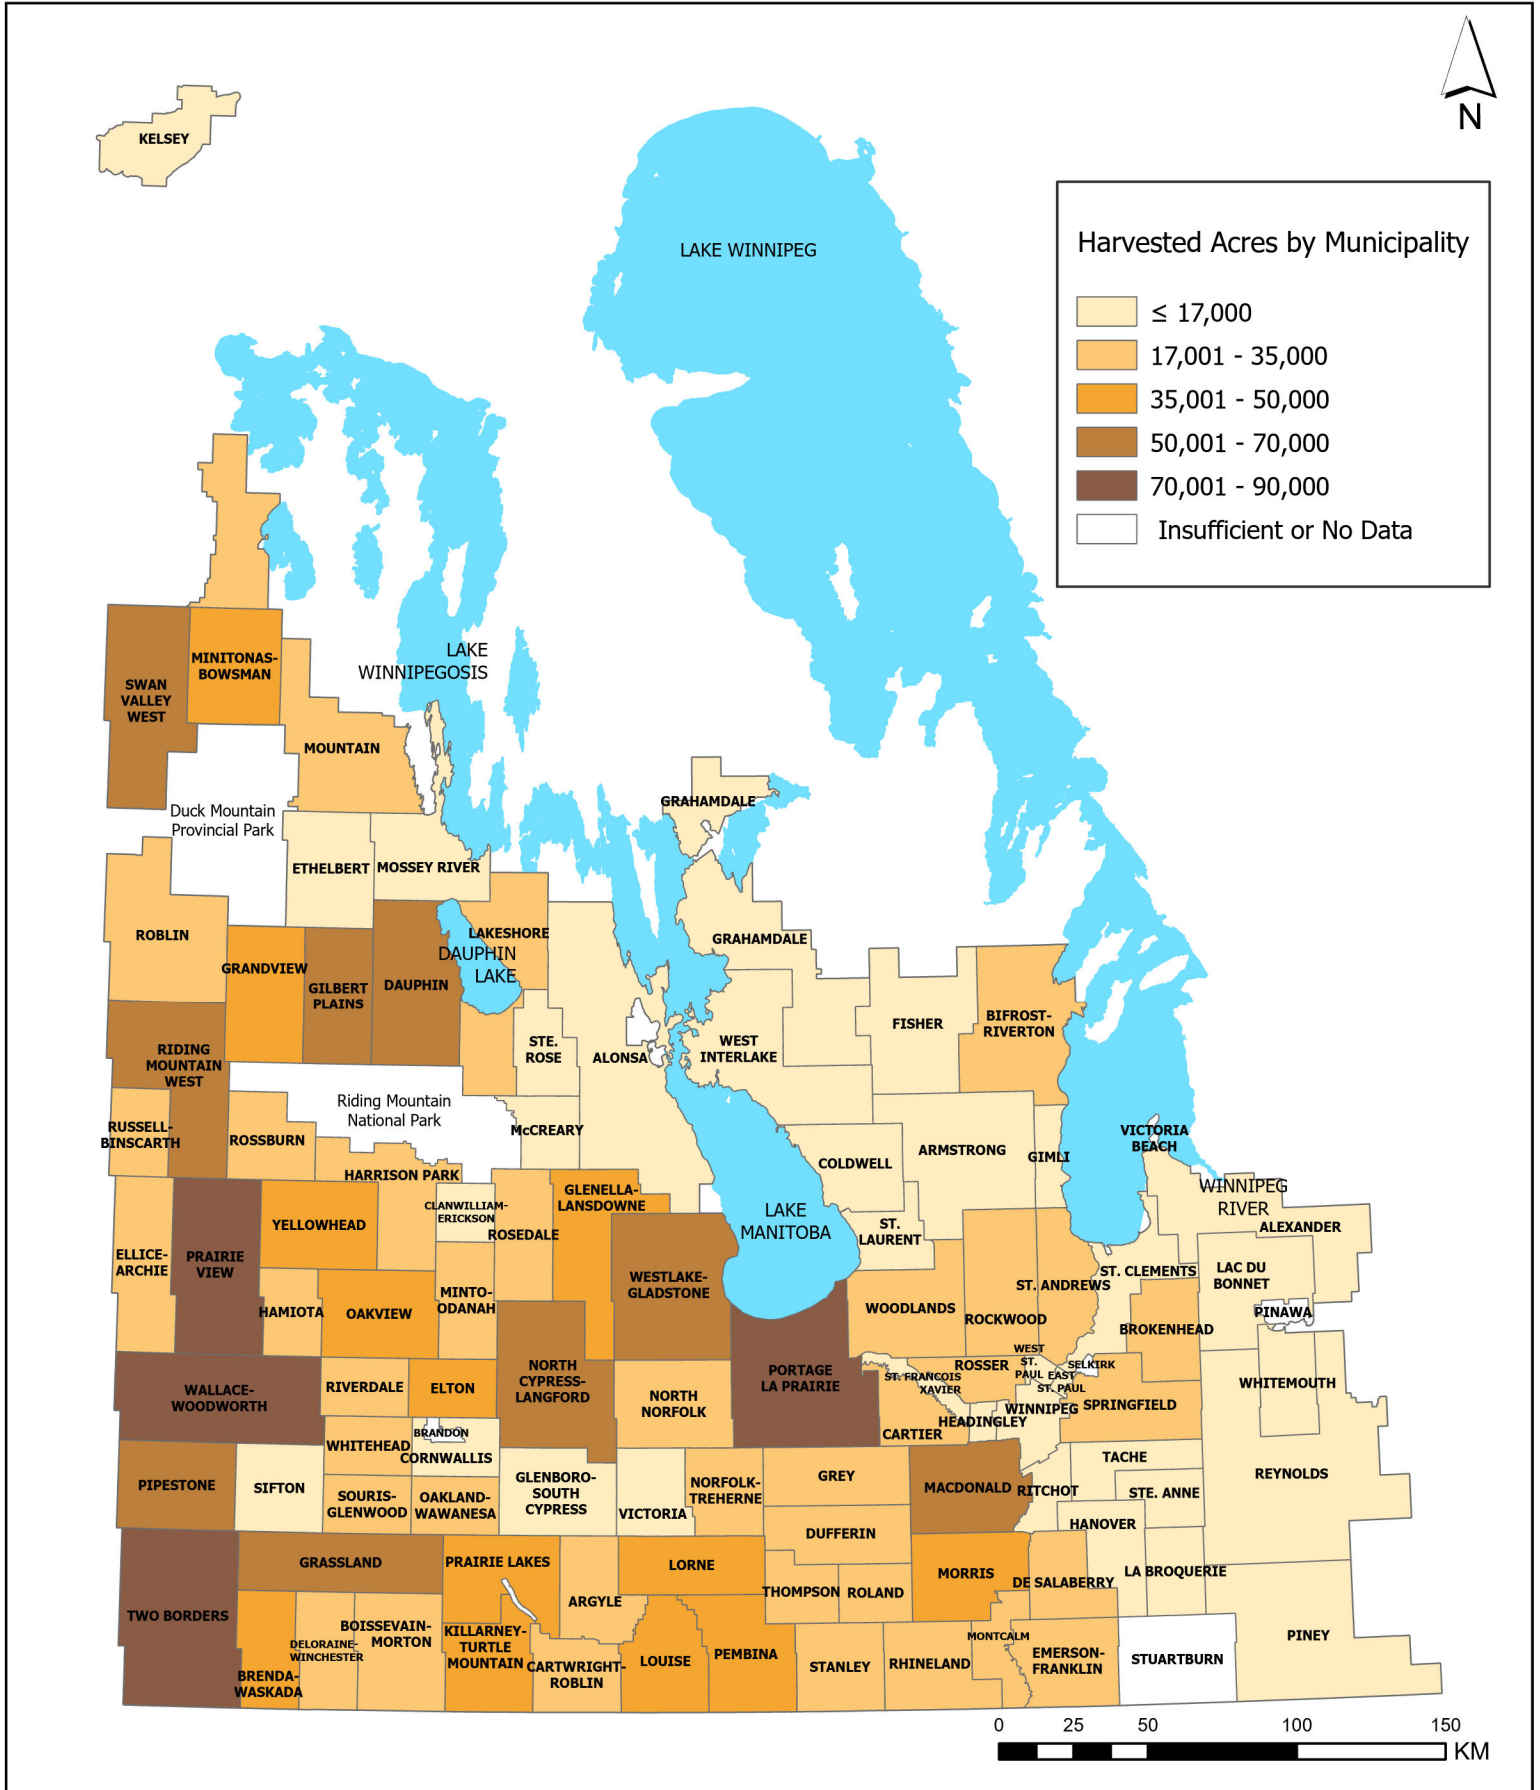 N
KELSEY
LAKE WINNIPEG
Harvested Acres by Municipality
≤ 17,000
17,001 - 35,000
35,001 - 50,000
50,001 - 70,000
70,001 - 90,000
Insufficient or No Data
LAKE
WINNIPEGOSIS
MINITONAS-
BOWSMAN
SWAN
VALLEY
WEST
MOUNTAIN
Duck Mountain
Provincial Park
GRAHAMDALE
ETHELBERT
MOSSEY RIVER
ROBLIN
LAKESHORE
GRAHAMDALE
DAUPHIN
LAKE
GRANDVIEW
GILBERT
PLAINS
DAUPHIN
FISHER
BIFROST-
RIVERTON
STE.
ROSE
ALONSA
WEST
INTERLAKE
RIDING
MOUNTAIN
WEST
Riding Mountain
National Park
RUSSELL-
BINSCARTH
ROSSBURN
McCREARY
VICTORIA
BEACH
HARRISON PARK
COLDWELL
ARMSTRONG
GIMLI
GLENELLA-
LANSDOWNE
CLANWILLIAM-
ERICKSON
WINNIPEG
RIVER
ALEXANDER
YELLOWHEAD
ROSEDALE
LAKE
MANITOBA
ST.
LAURENT
ELLICE-
ARCHIE
PRAIRIE
VIEW
WESTLAKE-
GLADSTONE
ST. CLEMENTS
LAC DU
BONNET
HAMIOTA
OAKVIEW
MINTO-
ODANAH
WOODLANDS
ROCKWOOD
ST. ANDREWS
PINAWA
BROKENHEAD
WALLACE-
WOODWORTH
RIVERDALE
ELTON
NORTH
CYPRESS-
LANGFORD
NORTH
NORFOLK
PORTAGE
LA PRAIRIE
ST. FRANCOIS
XAVIER
ROSSER
WEST
ST.
PAUL
EAST
ST. PAUL
SELKIRK
WHITEMOUTH
HEADINGLEY
WINNIPEG
SPRINGFIELD
CARTIER
WHITEHEAD
BRANDON
CORNWALLIS
TACHE
PIPESTONE
SIFTON
SOURIS-
GLENWOOD
OAKLAND-
WAWANESA
GLENBORO-
SOUTH
CYPRESS
VICTORIA
NORFOLK-
TREHERNE
GREY
MACDONALD
RITCHOT
STE. ANNE
REYNOLDS
DUFFERIN
HANOVER
GRASSLAND
PRAIRIE LAKES
LORNE
MORRIS
DE SALABERRY
LA BROQUERIE
TWO BORDERS
ARGYLE
THOMPSON
ROLAND
BOISSEVAIN-
MORTON
DELORAINE-
WINCHESTER
KILLARNEY-
TURTLE
MOUNTAIN
MONTCALM
PINEY
BRENDA-
WASKADA
CARTWRIGHT-
ROBLIN
LOUISE
PEMBINA
STANLEY
RHINELAND
EMERSON-
FRANKLIN
STUARTBURN
0 25 50 100 150
KM